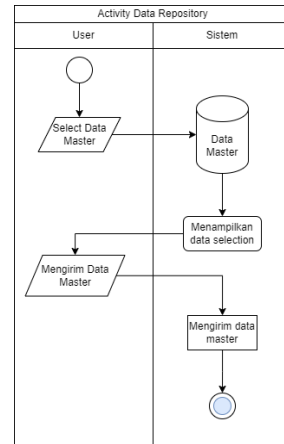 Activity Data Repository
User
Sistem
Select Data
Master
Data
Master
Menampilkan
data selection
Mengirim Data
Master
Mengirim data
master